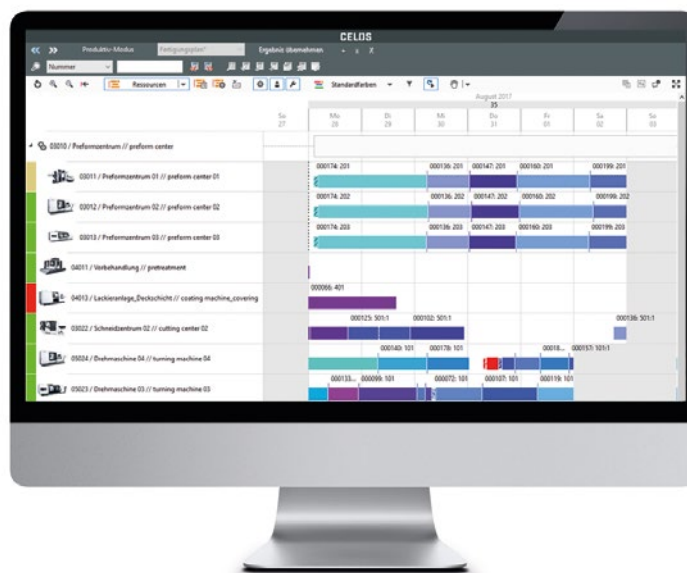 CELOS
Produktiv-Modus Fertigungsplan* Ergebnis übernehmen
Nummer
Ressourcen Standardfarben
August 2017
35
So Mo Di Mi Do Fr Sa So
27 28 29 30 31 01 02 03
03010 / Preformzentrum // preform center
000174: 201 000136: 201 000147: 201 000160: 201 000199: 201
03011 / Preformzentrum 01 // preform center 01
000174: 202 000136: 202 000147: 202 000160: 202 000199: 202
03012 / Preformzentrum 02 // preform center 02
000174: 203 000136: 203 000147: 203 000160: 203 000199: 203
03013 / Preformzentrum 03 // preform center 03
04011 / Vorbehandlung // pretreatment
000066: 401
04013 / Lackieranlage_Deckschicht // coating machine_covering
000125: 501:1 000102: 501:1 000136: 501:1
03022 / Schneidzentrum 02 // cutting center 02
000140: 101 000178: 101 00018... 000157: 101:1
05024 / Drehmaschine 04 // turning machine 04
000133... 000099: 101 000072: 101 000107: 101 000119: 101
05023 / Drehmaschine 03 // turning machine 03